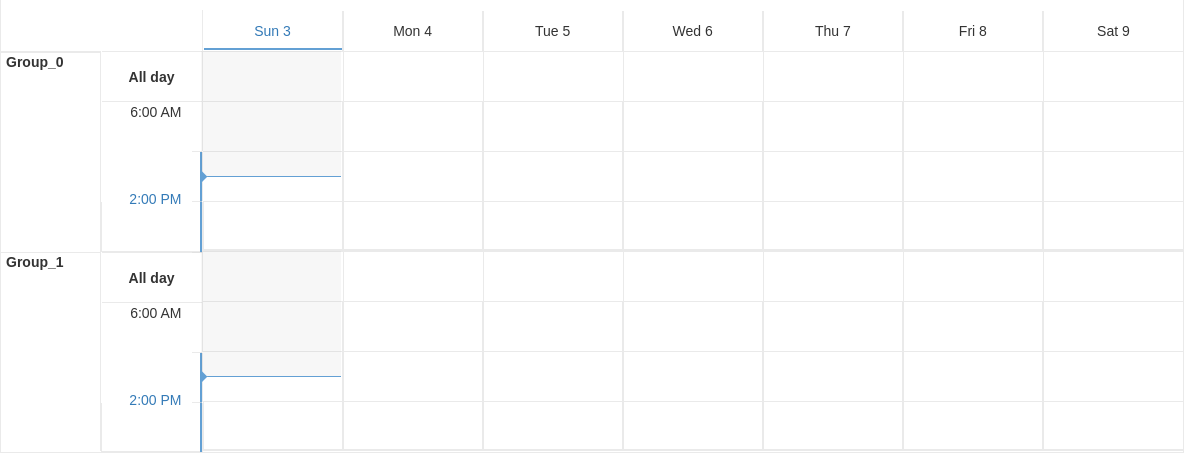 Sun 3 Mon 4 Tue 5 Wed 6 Thu 7 Fri 8 Sat 9
Group_0
All day
6:00 AM
2:00 PM
Group_1
All day
6:00 AM
2:00 PM